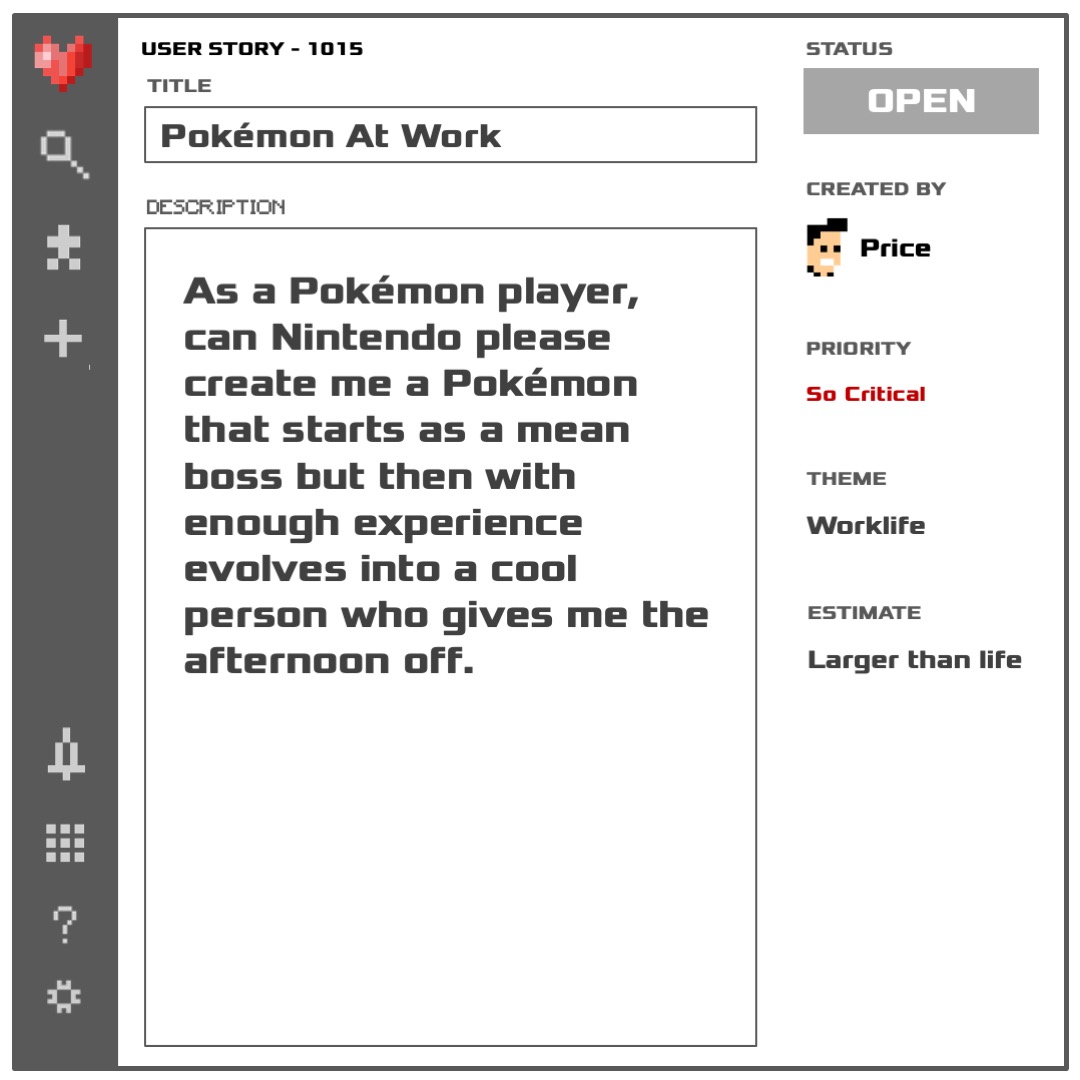 USER STORY - 1015
TITLE
Pokémon At Work
DESCRIPTION
As a Pokémon player,
can Nintendo please
create me a Pokémon
that starts as a mean
boss but then with
enough experience
evolves into a cool
person who gives me the
afternoon off.
STATUS
OPEN
CREATED BY
Price
PRIORITY
So Critical
THEME
Worklife
ESTIMATE
Larger than life
?